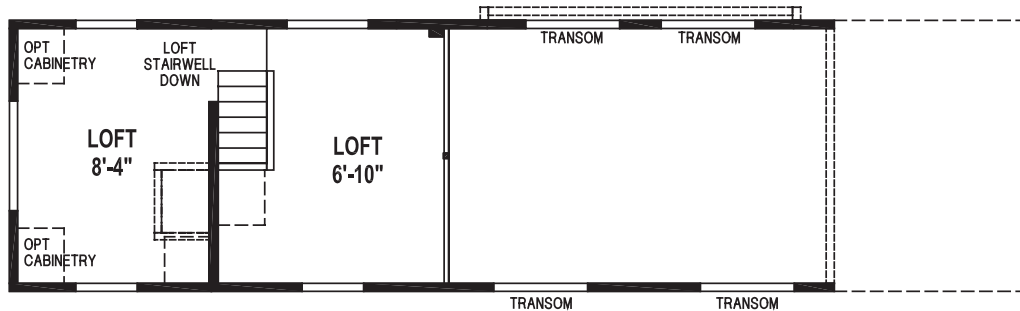 OPT
CABINETRY
LOFT
STAIRWELL
DOWN
TRANSOM
TRANSOM
LOFT
8'-4"
LOFT
6'-10"
OPT
CABINETRY
TRANSOM
TRANSOM